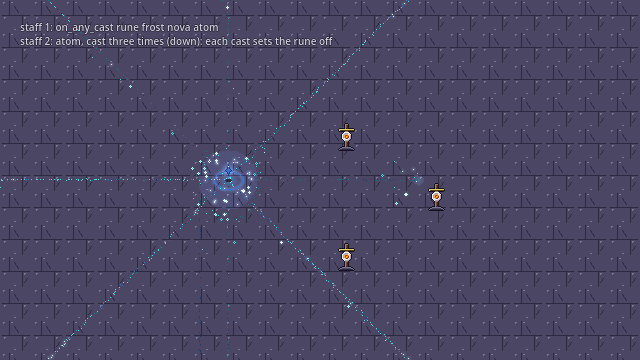 staff 1: on_any_cast rune frost nova atom
staff 2: atom, cast three times (down): each cast sets the rune off